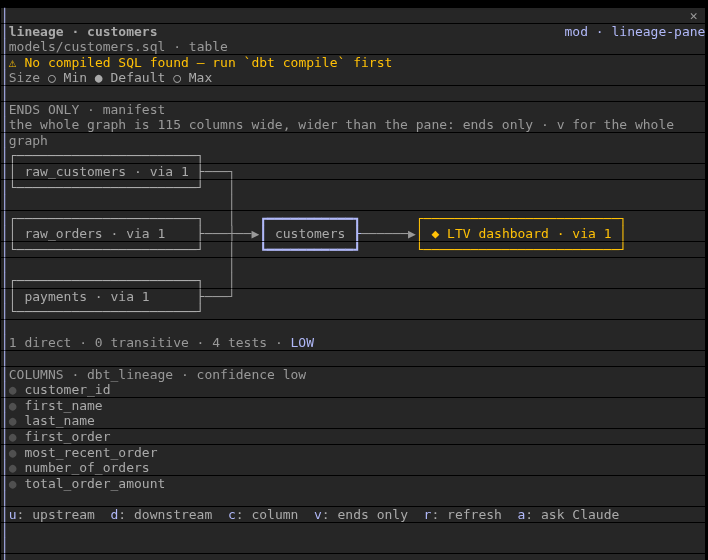 ×
lineage · customers mod · lineage-pane
models/customers.sql · table
⚠ No compiled SQL found — run `dbt compile` first
Size ○ Min ● Default ○ Max
ENDS ONLY · manifest
the whole graph is 115 columns wide, wider than the pane: ends only · v for the whole
graph
raw_customers · via 1
raw_orders · via 1 customers ◆ LTV dashboard · via 1
payments · via 1
1 direct · 0 transitive · 4 tests · LOW
COLUMNS · dbt_lineage · confidence low
● customer_id
● first_name
● last_name
● first_order
● most_recent_order
● number_of_orders
● total_order_amount
u: upstream d: downstream c: column v: ends only r: refresh a: ask Claude